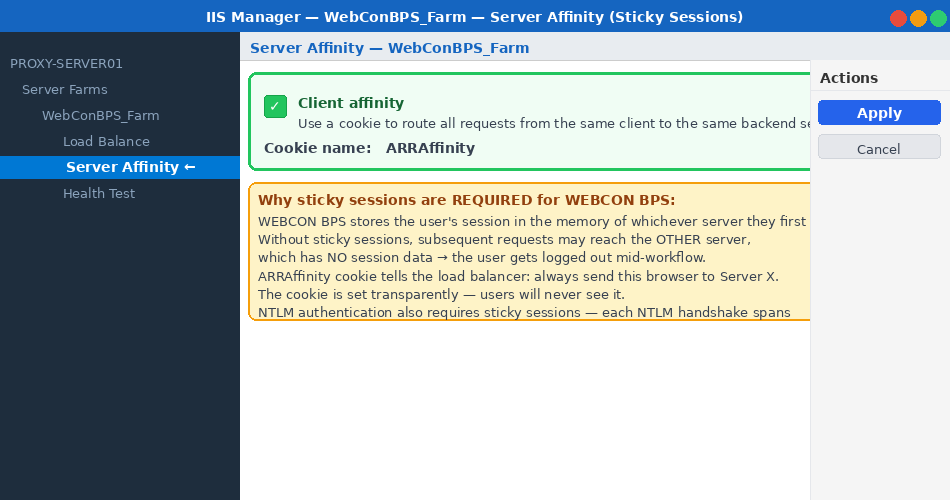 IIS Manager — WebConBPS_Farm — Server Affinity (Sticky Sessions)
PROXY-SERVER01
Server Farms
WebConBPS_Farm
Load Balance
Server Affinity ←
Health Test
Server Affinity — WebConBPS_Farm
✓ Client affinity
Use a cookie to route all requests from the same client to the same backend se
Cookie name: ARRAffinity
Why sticky sessions are REQUIRED for WEBCON BPS:
WEBCON BPS stores the user's session in the memory of whichever server they first
Without sticky sessions, subsequent requests may reach the OTHER server,
which has NO session data → the user gets logged out mid-workflow.
ARRAffinity cookie tells the load balancer: always send this browser to Server X.
The cookie is set transparently — users will never see it.
NTLM authentication also requires sticky sessions — each NTLM handshake spans
Actions
Apply
Cancel